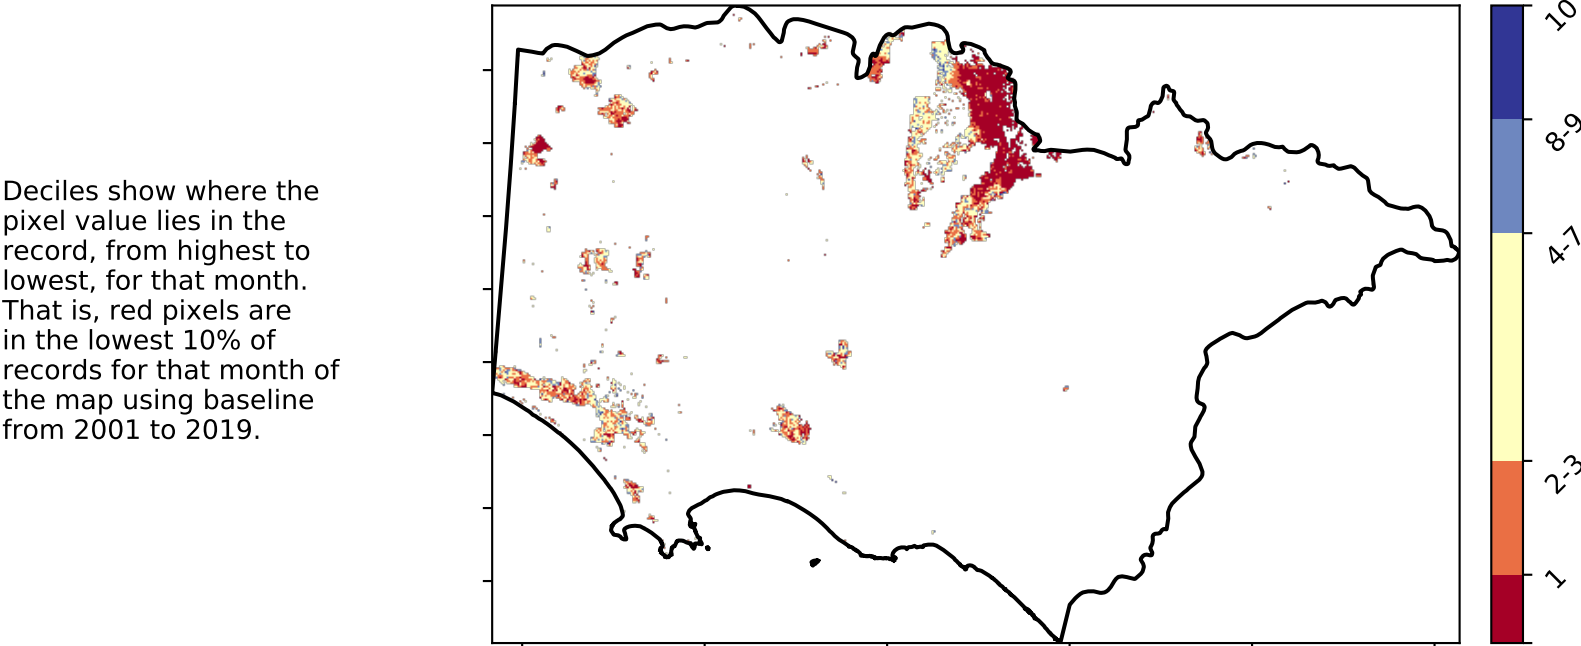 Deciles show where the
pixel value lies in the
record, from highest to
lowest, for that month.
That is, red pixels are
in the lowest 10% of
records for that month of
the map using baseline
from 2001 to 2019.
10
8-9
4-7
2-3
1